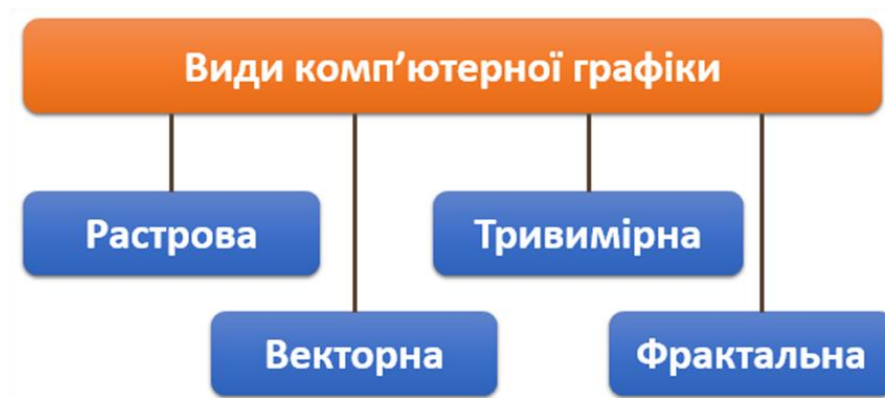 Види комп’ютерної графіки
Растрова
Тривимірна
Векторна
Фрактальна